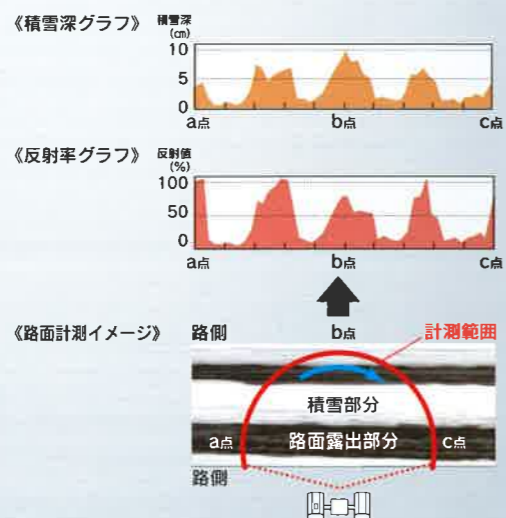 《積雪深グラフ》
積雪深
(cm)
10
5
0
a点 b点 c点
《反射率グラフ》
反射値
(%)
100
50
0
a点 b点 c点
《路面計測イメージ》
路側 b点 計測範囲
積雪部分
a点 路面露出部分 c点
路側